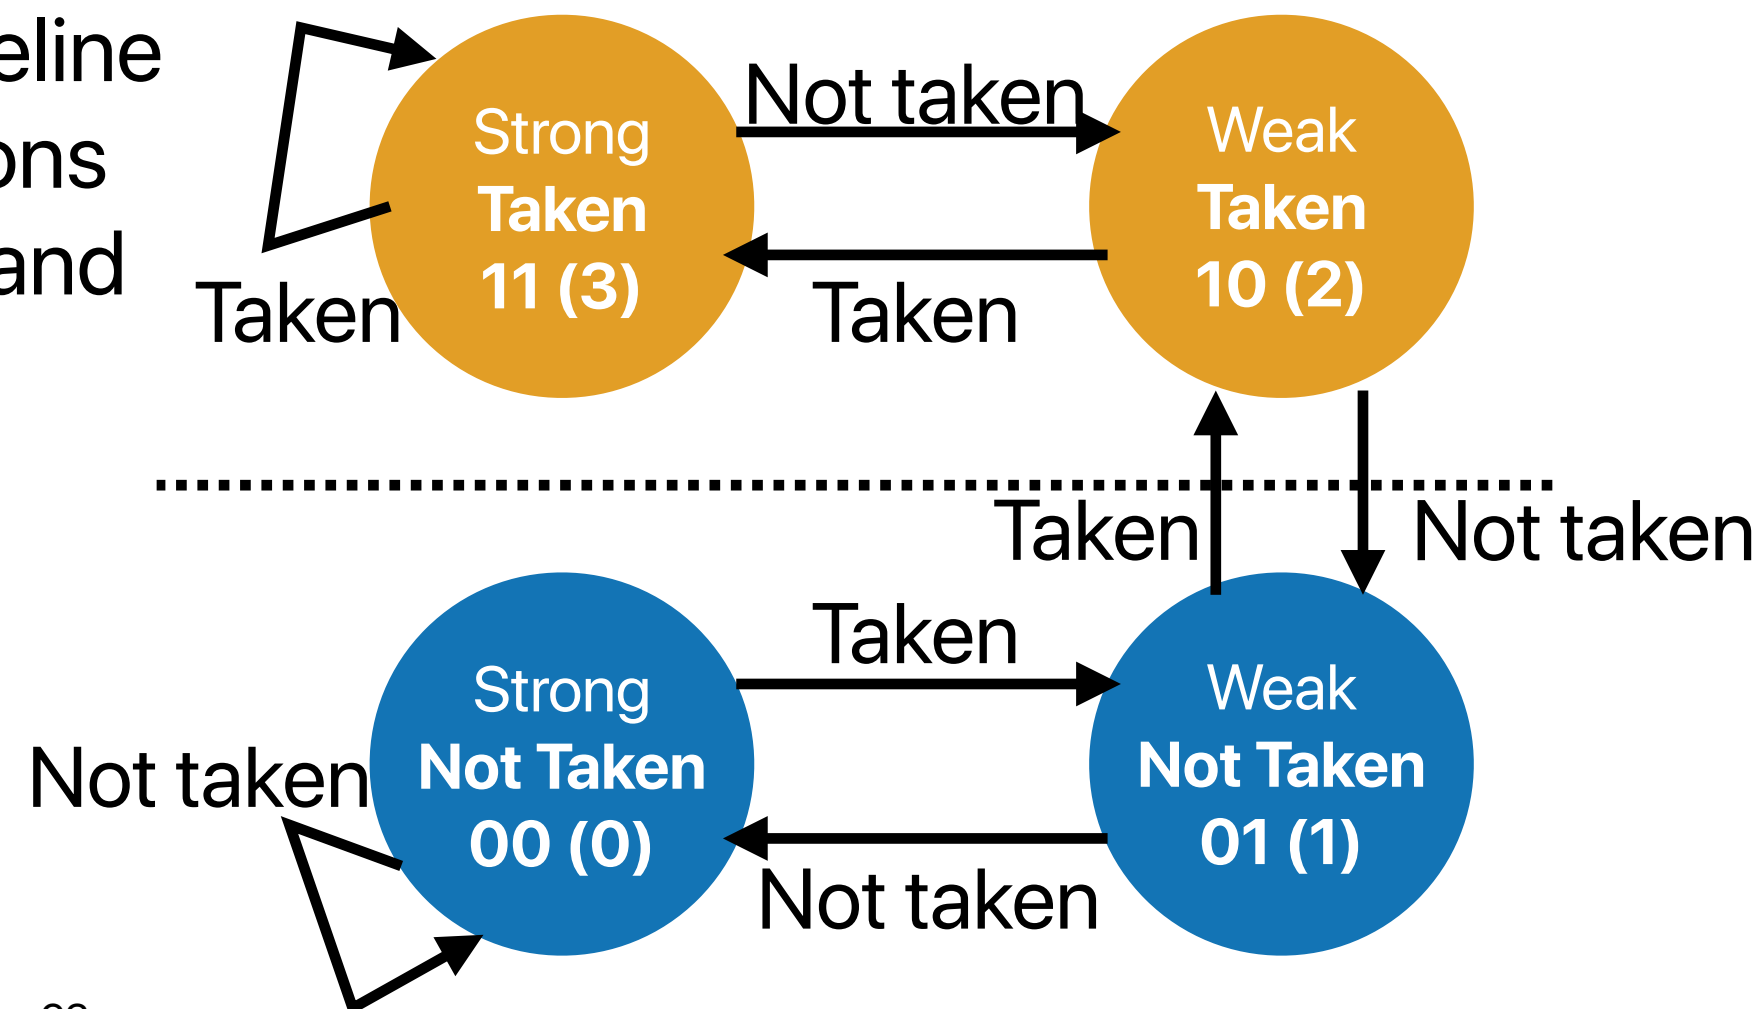 eline
ons
and
Not taken
Strong
Taken
11 (3)
Weak
Taken
10 (2)
Taken
Taken
Taken
Not taken
Taken
Strong
Not Taken
00 (0)
Weak
Not Taken
01 (1)
Not taken
Not taken